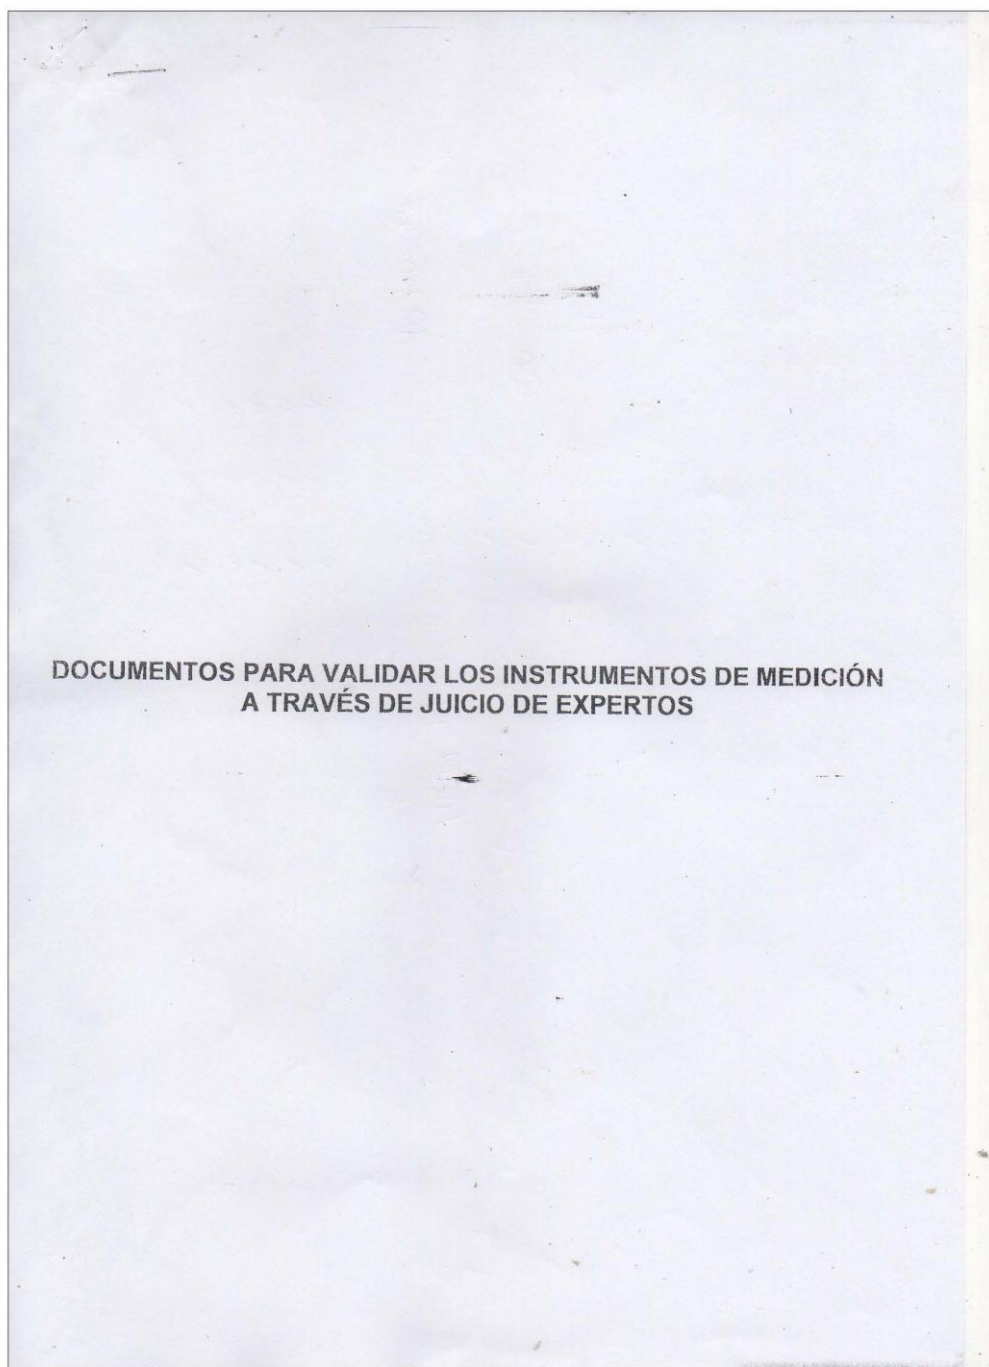 DOCUMENTOS PARA VALIDAR LOS INSTRUMENTOS DE MEDICIÓN
A TRAVÉS DE JUICIO DE EXPERTOS